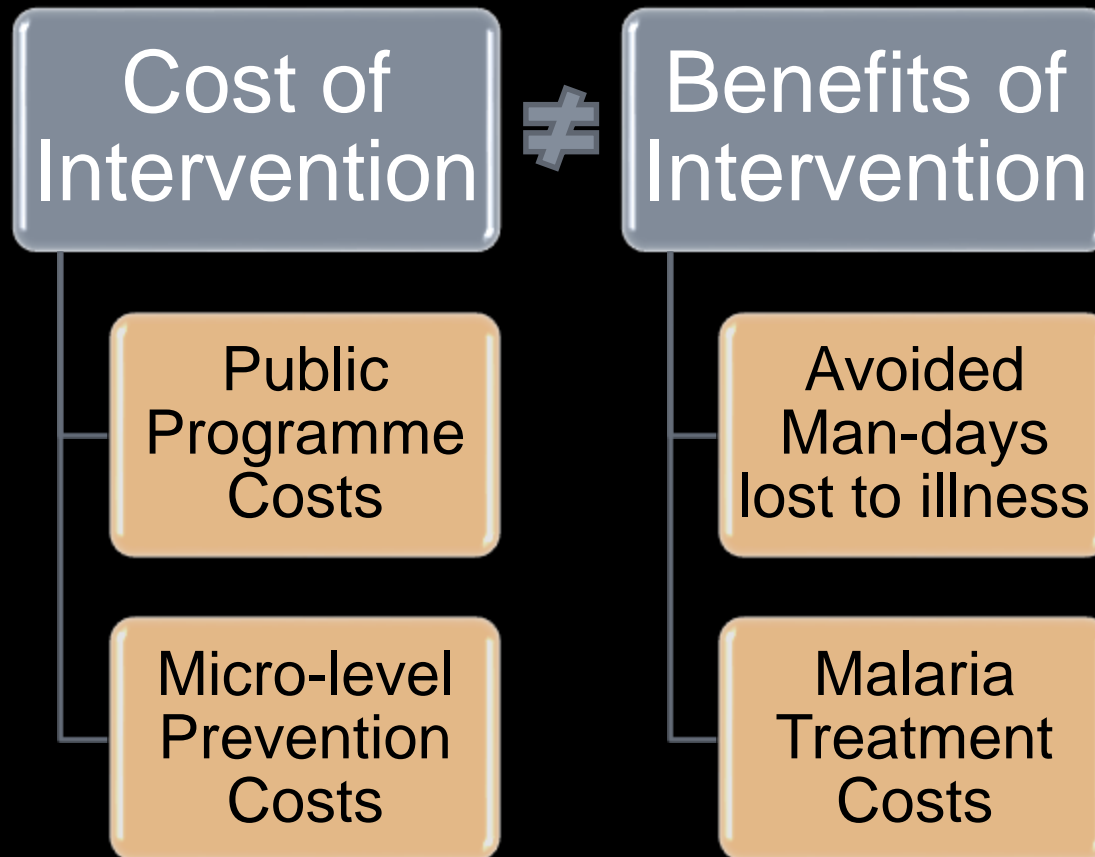 Cost of
Intervention
≠
Benefits of
Intervention
Public
Programme
Costs
Micro-level
Prevention
Costs
Avoided
Man-days
lost to illness
Malaria
Treatment
Costs